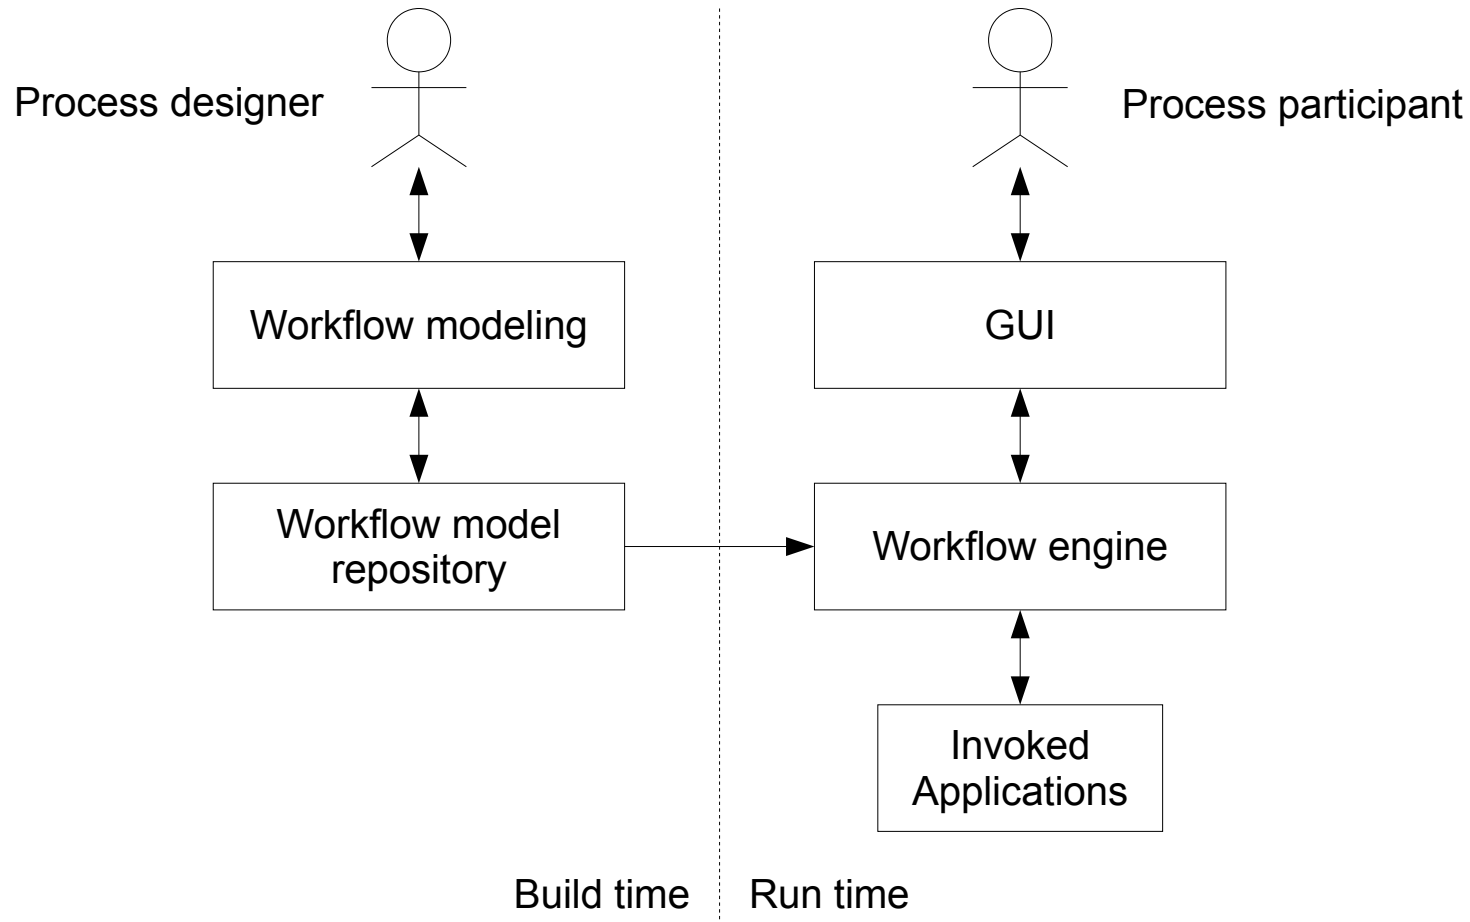 Process designer
Process participant
Workflow modeling
GUI
Workflow model
repository
Workflow engine
Invoked
Applications
Build time
Run time